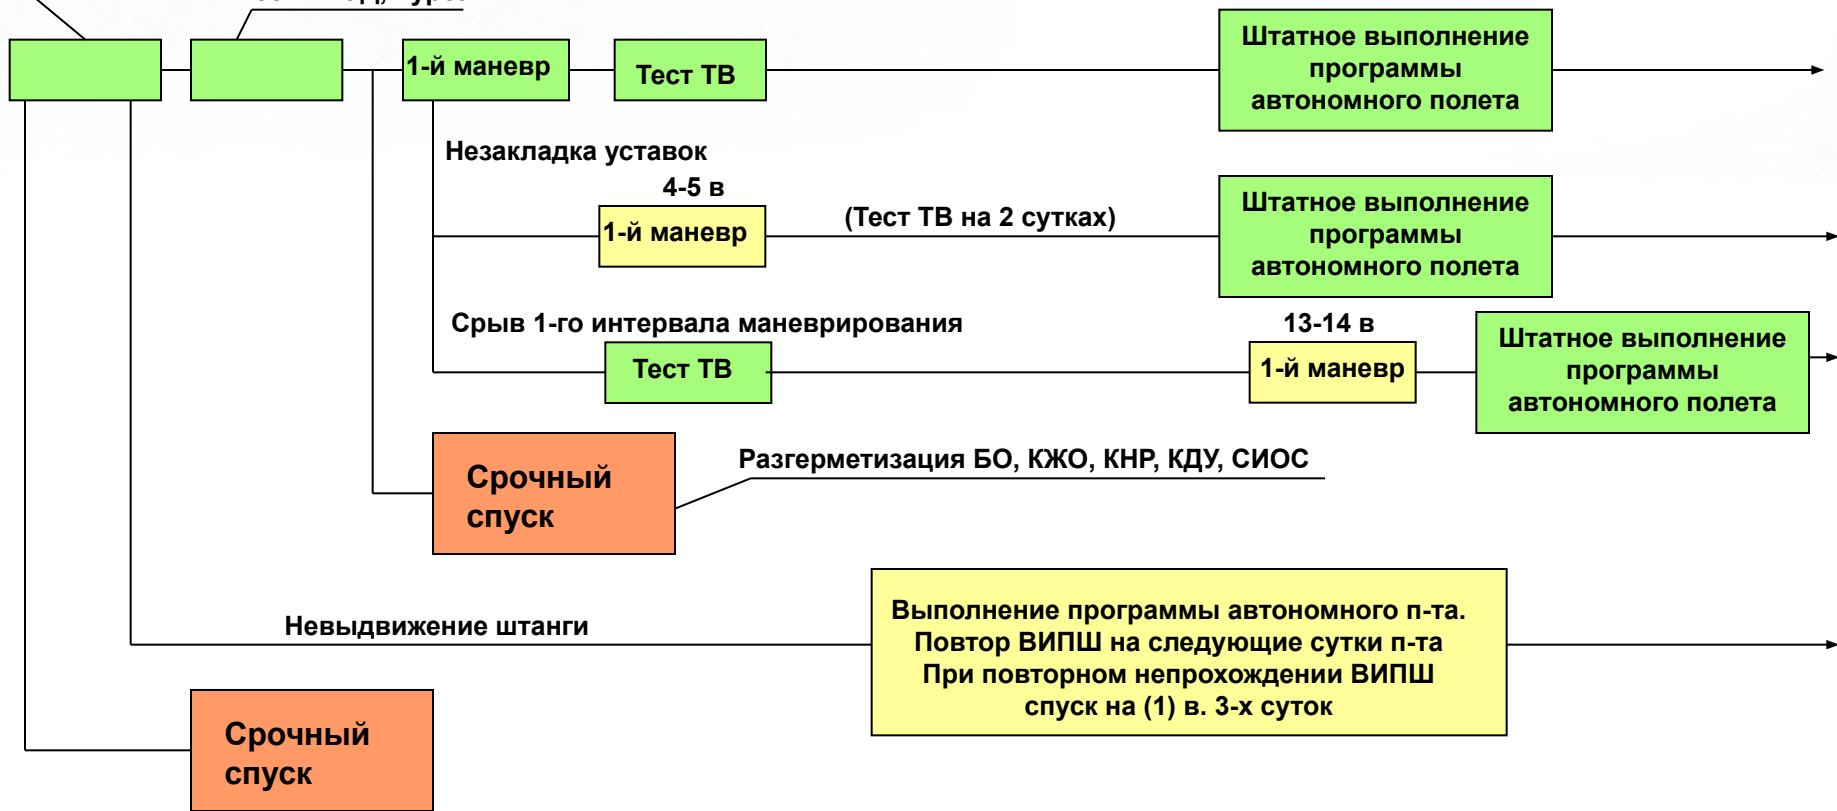 1-й маневр
Тест ТВ
Штатное выполнение
программы
автономного полета
Незакладка уставок
4-5 в
1-й маневр
(Тест ТВ на 2 сутках)
Штатное выполнение
программы
автономного полета
Срыв 1-го интервала маневрирования
Тест ТВ
13-14 в
1-й маневр
Штатное выполнение
программы
автономного полета
Срочный
спуск
Разгерметизация БО, КЖО, КНР, КДУ, СИОС
Невыдвижение штанги
Выполнение программы автономного п-та.
Повтор ВИПШ на следующие сутки п-та
При повторном непрохождении ВИПШ
спуск на (1) в. 3-х суток
Срочный
спуск